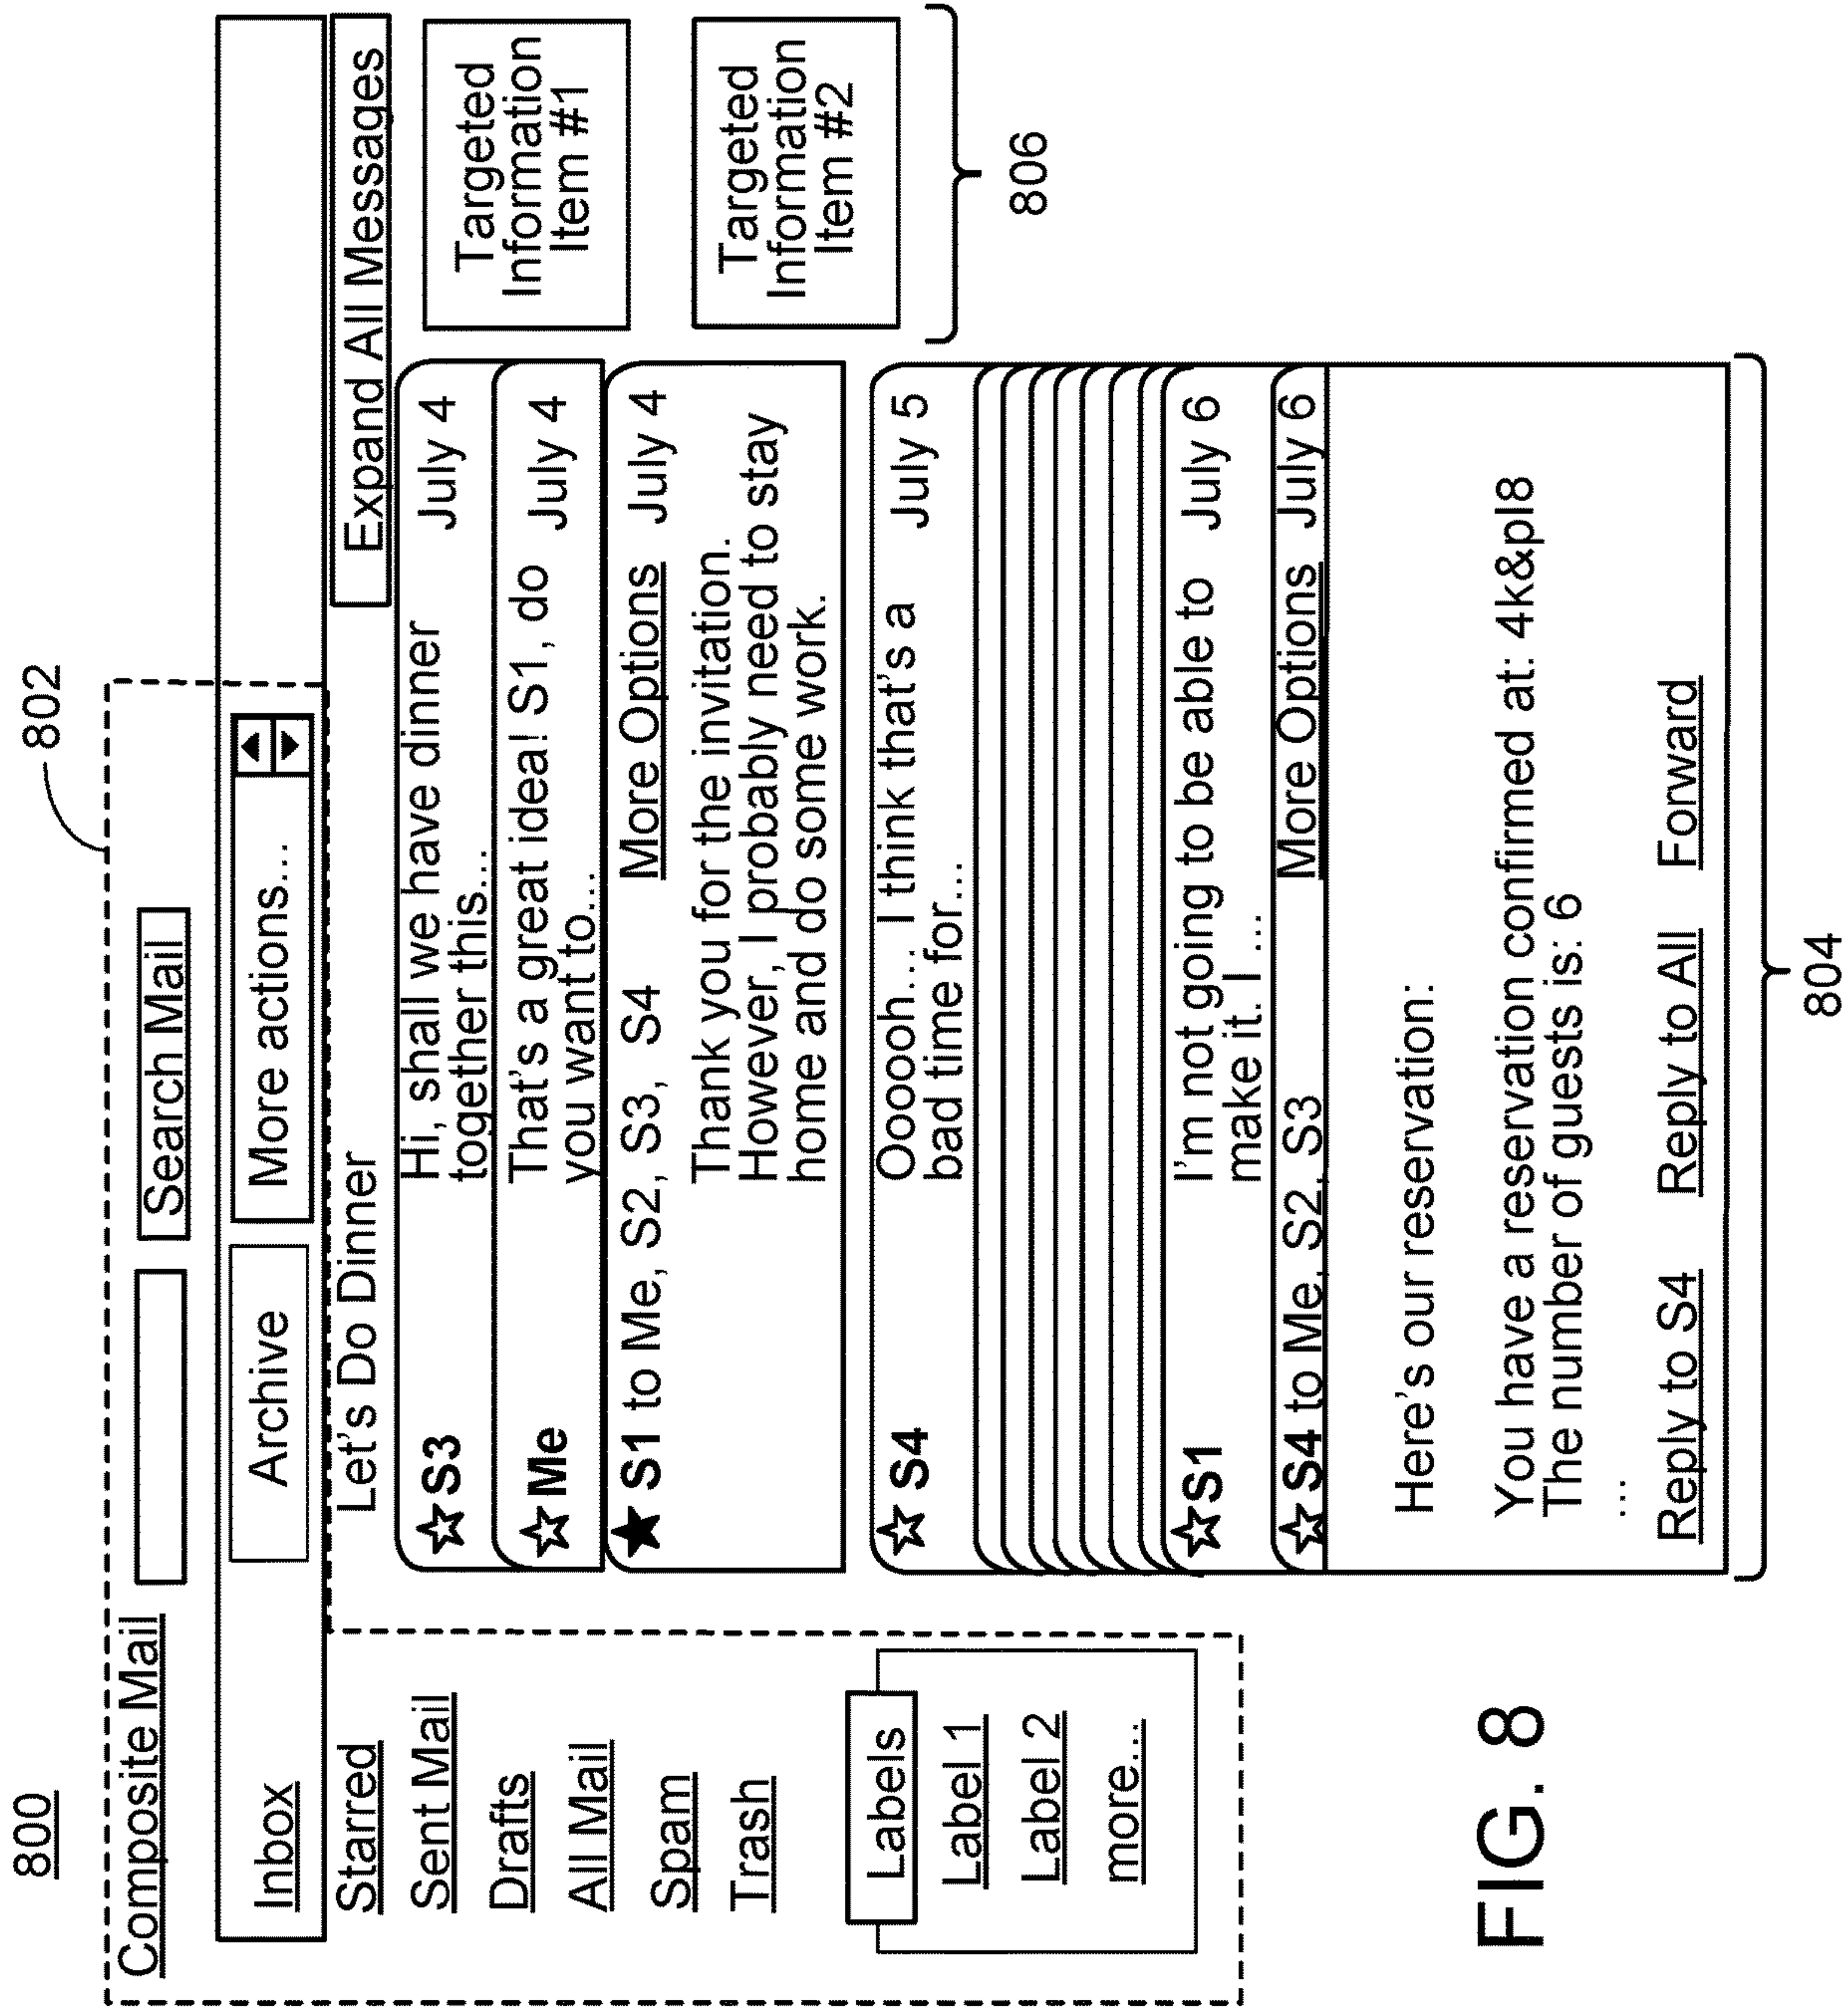 800
802
Composite Mail
Search Mail
Inbox
Archive
More actions...
Starred
Sent Mail
Drafts
All Mail
Spam
Trash
Labels
Label 1
Label 2
more...
Let's Do Dinner
Expand All Messages
S3
Hi, shall we have dinner
together this...
July 4
Me
That's a great idea! S1, do
you want to...
July 4
S1 to Me, S2, S3, S4 More Options July 4
Thank you for the invitation.
However, I probably need to stay
home and do some work.
S4
Oooooh... I think that's a
bad time for...
July 5
S1
I'm not going to be able to
make it. I ...
July 6
S4 to Me, S2, S3 More Options July 6
Here's our reservation:
You have a reservation confirmed at: 4k&pl8
The number of guests is: 6
...
Reply to S4 Reply to All Forward
804
Targeted
Information
Item #1
Targeted
Information
Item #2
806
FIG. 8